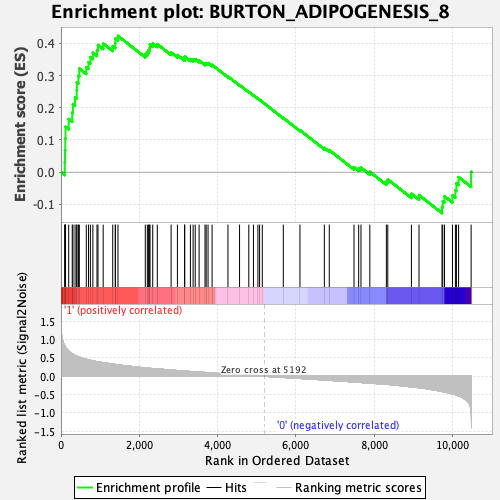 Enrichment plot: BURTON_ADIPOGENESIS_8
Enrichment score (ES)
0.4
0.3
0.2
0.1
0.0
-0.1
'1' (positively correlated)
Ranked list metric (Signal2Noise)
1.5
1.0
0.5
0.0
-0.5
-1.0
-1.5
Zero cross at 5192
'0' (negatively correlated)
0 2,000 4,000 6,000 8,000 10,000
Rank in Ordered Dataset
Enrichment profile Hits Ranking metric scores